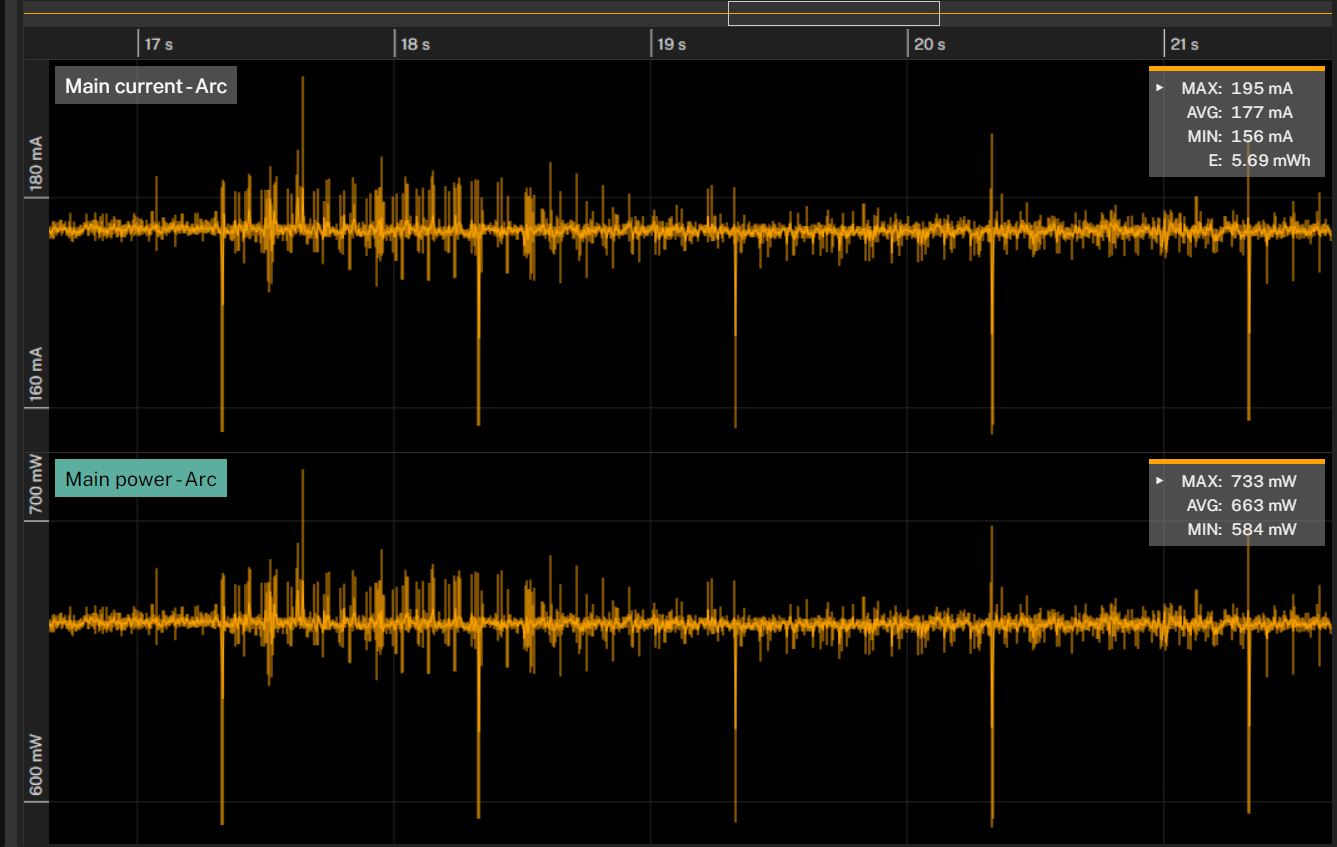 17 s
18 s
19 s
20 s
21 s
Main current - Arc
MAX: 195 mA
AVG: 177 mA
MIN: 156 mA
E: 5.69 mWh
180 mA
160 mA
Main power - Arc
MAX: 733 mW
AVG: 663 mW
MIN: 584 mW
700 mW
600 mW